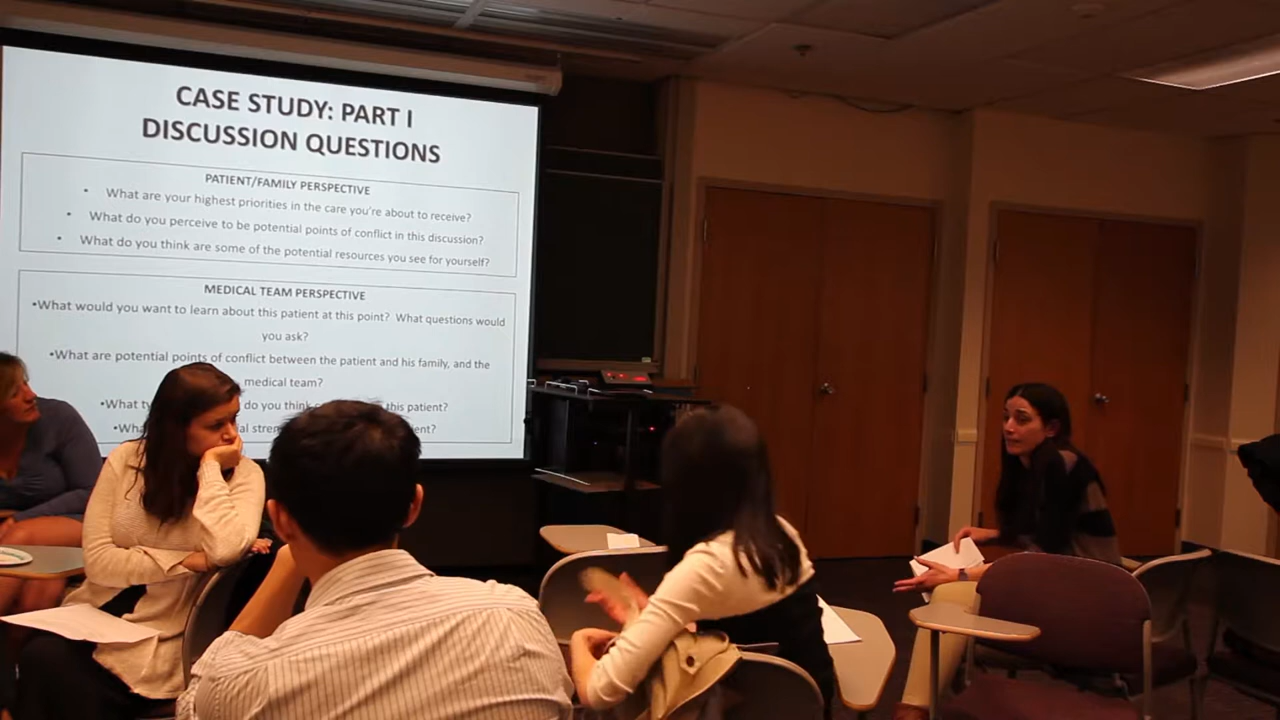 CASE STUDY: PART I
DISCUSSION QUESTIONS
PATIENT/FAMILY PERSPECTIVE
• What are your highest priorities in the care you're about to receive?
• What do you perceive to be potential points of conflict in this discussion?
• What do you think are some of the potential resources you see for yourself?
MEDICAL TEAM PERSPECTIVE
•What would you want to learn about this patient at this point? What questions would
you ask?
•What are potential points of conflict between the patient and his family, and the
medical team?
•What do you think this patient?